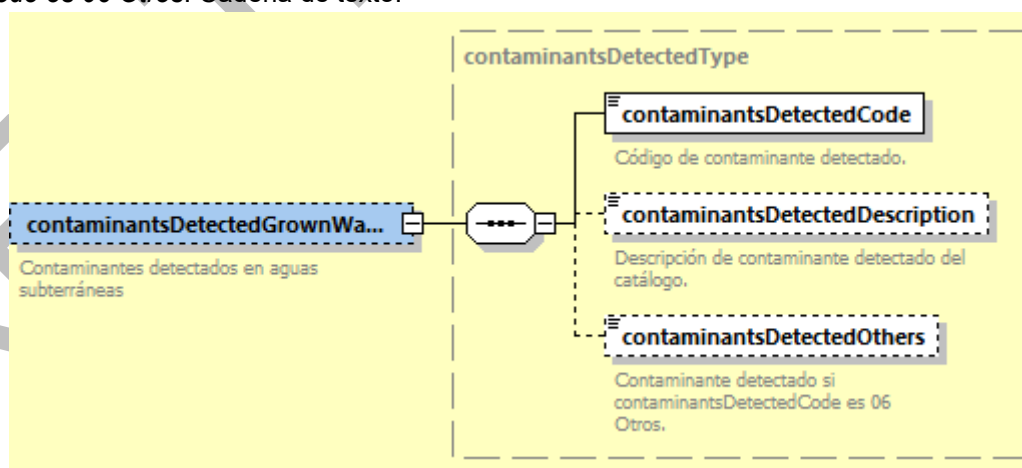 contaminantsDetectedType
contaminantsDetectedCode
Código de contaminante detectado.
contaminantsDetectedGrownWa...
Contaminantes detectados en aguas
subterráneas
contaminantsDetectedDescription
Descripción de contaminante detectado del
catálogo.
contaminantsDetectedOthers
Contaminante detectado si
contaminantsDetectedCode es 06
Otros.